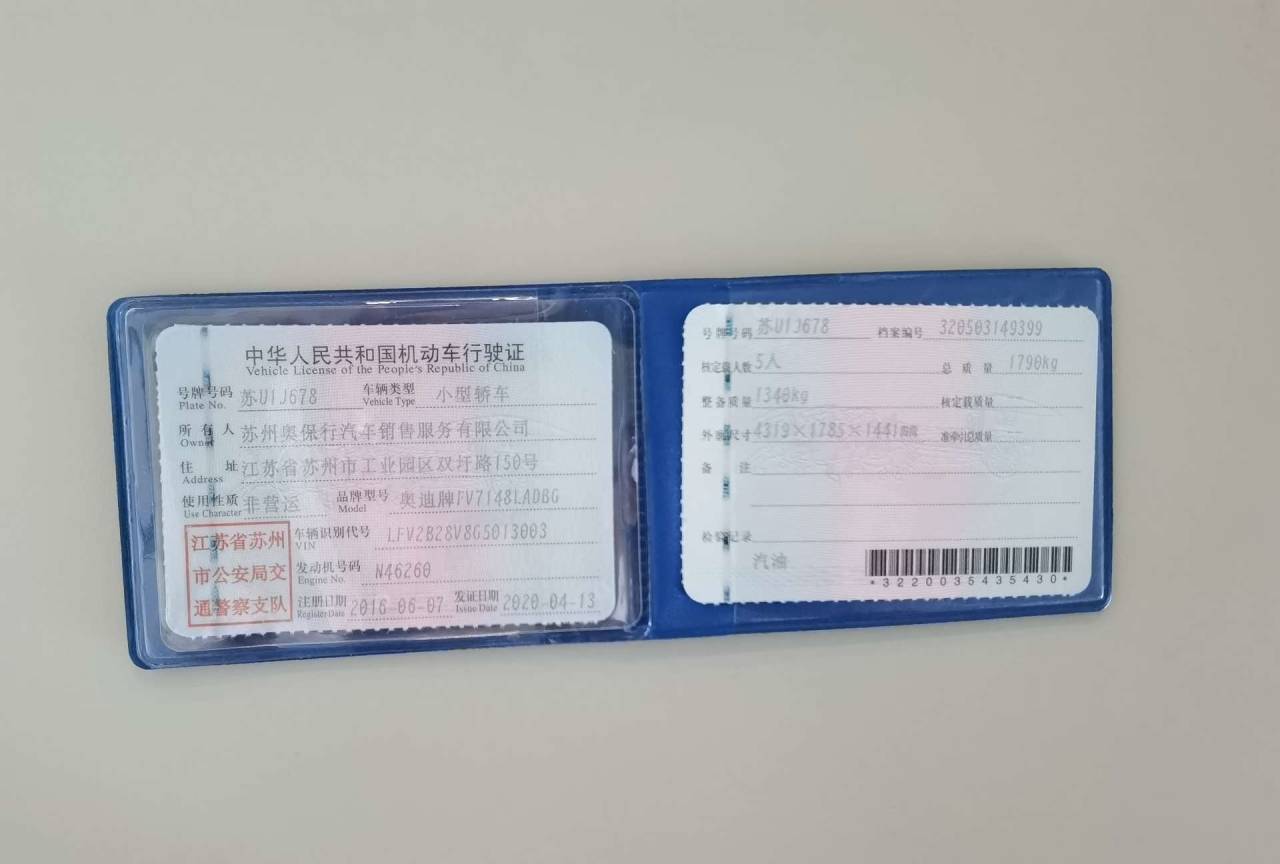 中华人民共和国机动车行驶证
Vehicle License of the People's Republic of China
号牌号码 苏U1J678 车辆类型 小型轿车
Plate No. Vehicle Type
所有人 苏州奥保行汽车销售服务有限公司
Owner
住址 江苏省苏州市工业园区双圩路150号
Address
使用性质 非营运 品牌型号 奥迪牌FV7148LADBG
Use Character Model
江苏省苏州
市公安局交
通警察支队
车辆识别代号 LFV2B28V8G5013003
VIN
发动机号码 N46260
Engine No.
注册日期 2016-06-07 发证日期 2020-04-13
Register Date Issue Date
号牌号码 苏U1J678 档案编号 320503149399
核定载人数 5人 总质量 1790kg
整备质量 1340kg 核定载质量
外廓尺寸 4319×1785×1441mm 准牵引总质量
备注
检验记录
汽油
*3220035435430*